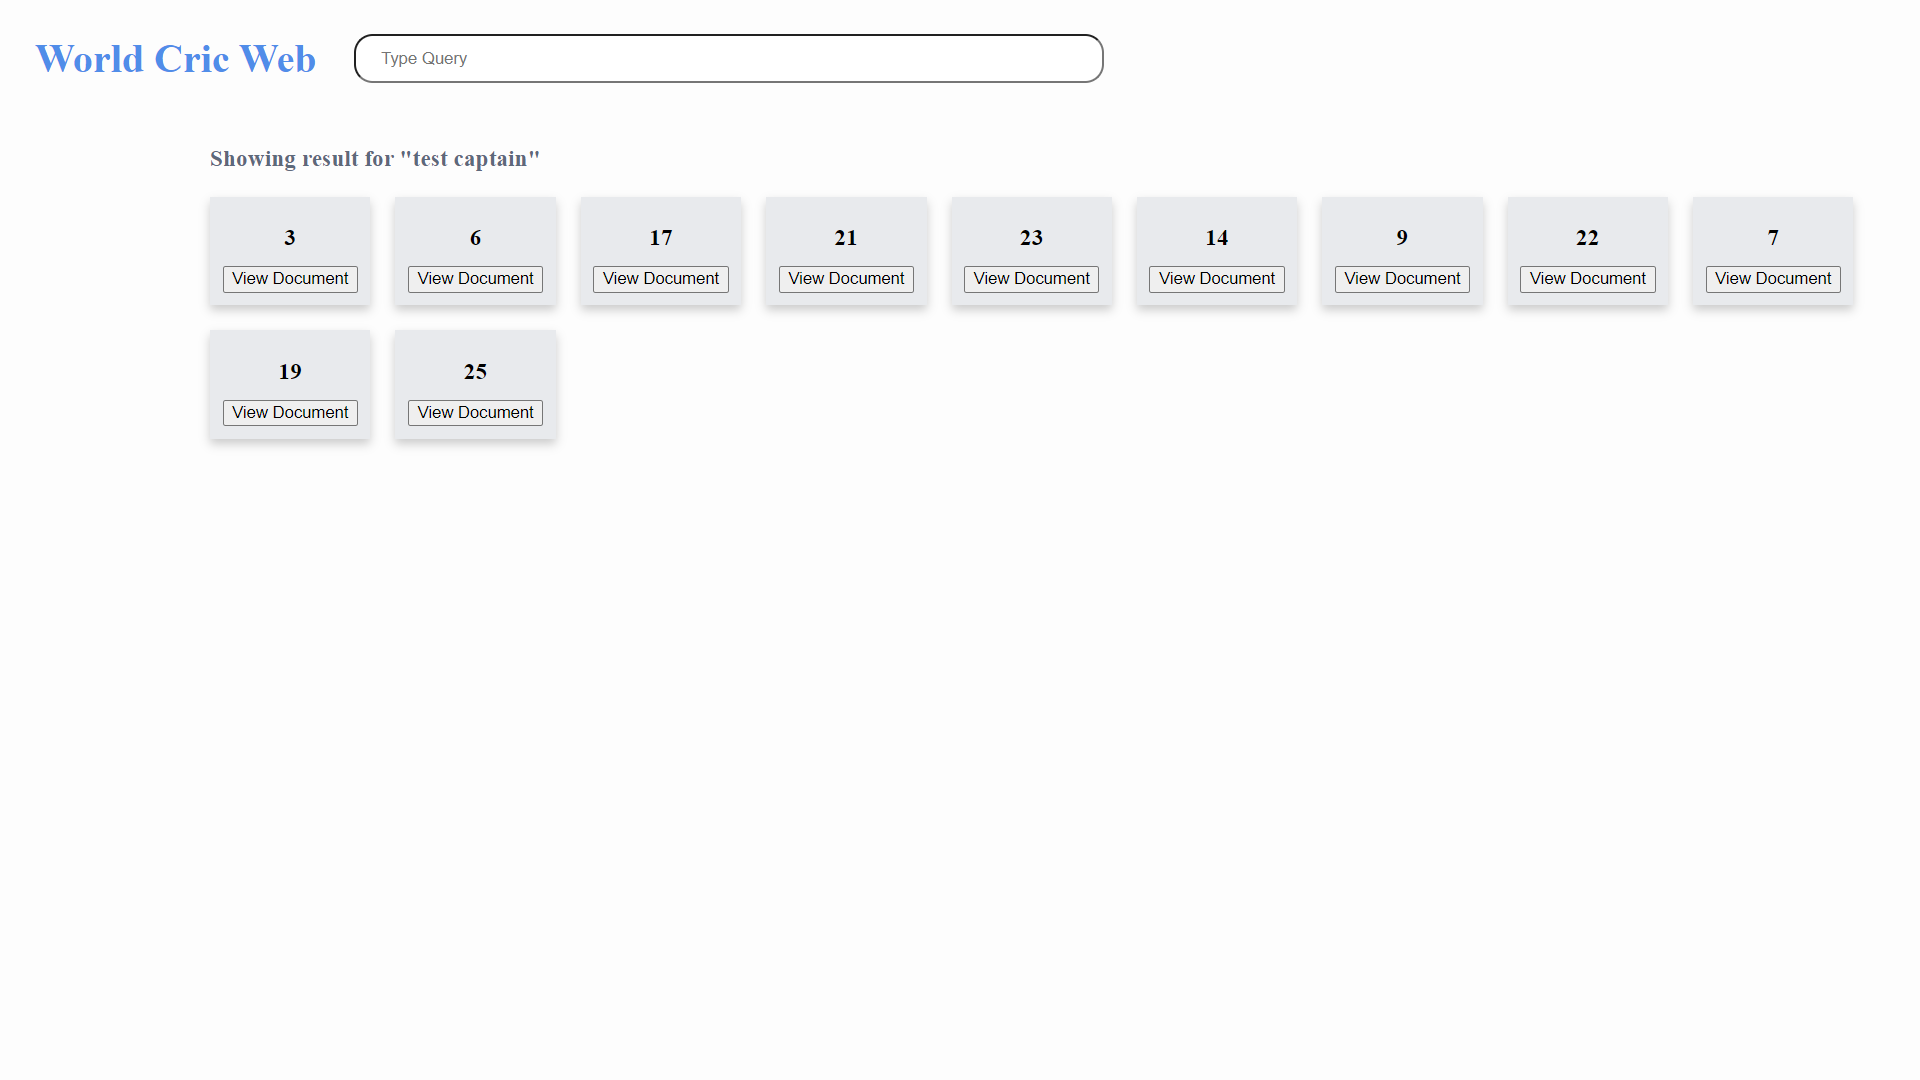 World Cric Web
Type Query
Showing result for "test captain"
3 6 17 21 23 14 9 22 7
View Document View Document View Document View Document View Document View Document View Document View Document View Document
19 25
View Document View Document